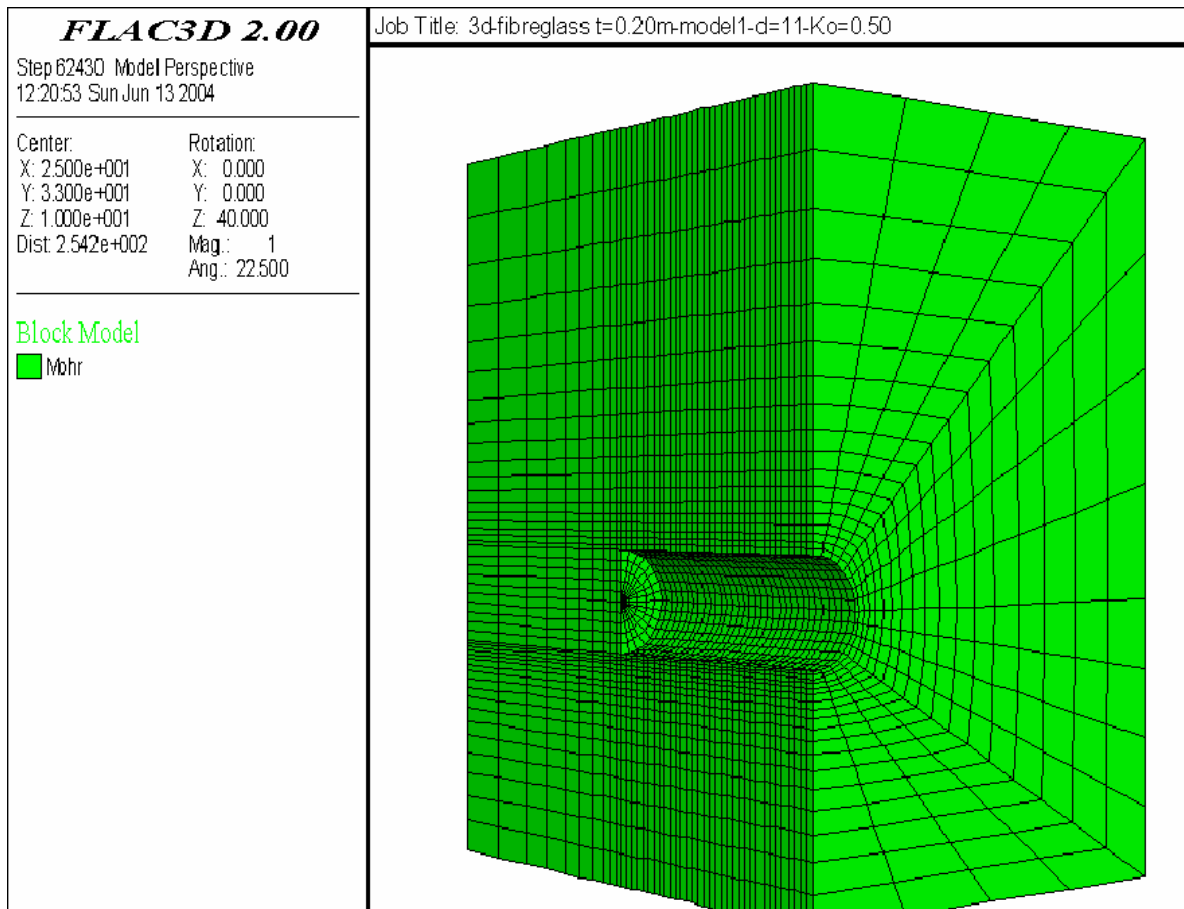 FLAC3D 2.00
Job Title: 3d-fibreglass t=0.20m-model1-d=11-Ko=0.50
Step 62430 Model Perspective
12:20:53 Sun Jun 13 2004
Center: Rotation:
X: 2.500e+001 X: 0.000
Y: 3.300e+001 Y: 0.000
Z: 1.000e+001 Z: 40.000
Dist: 2.542e+002 Mag.: 1
Ang.: 22.500
Block Model
Mohr